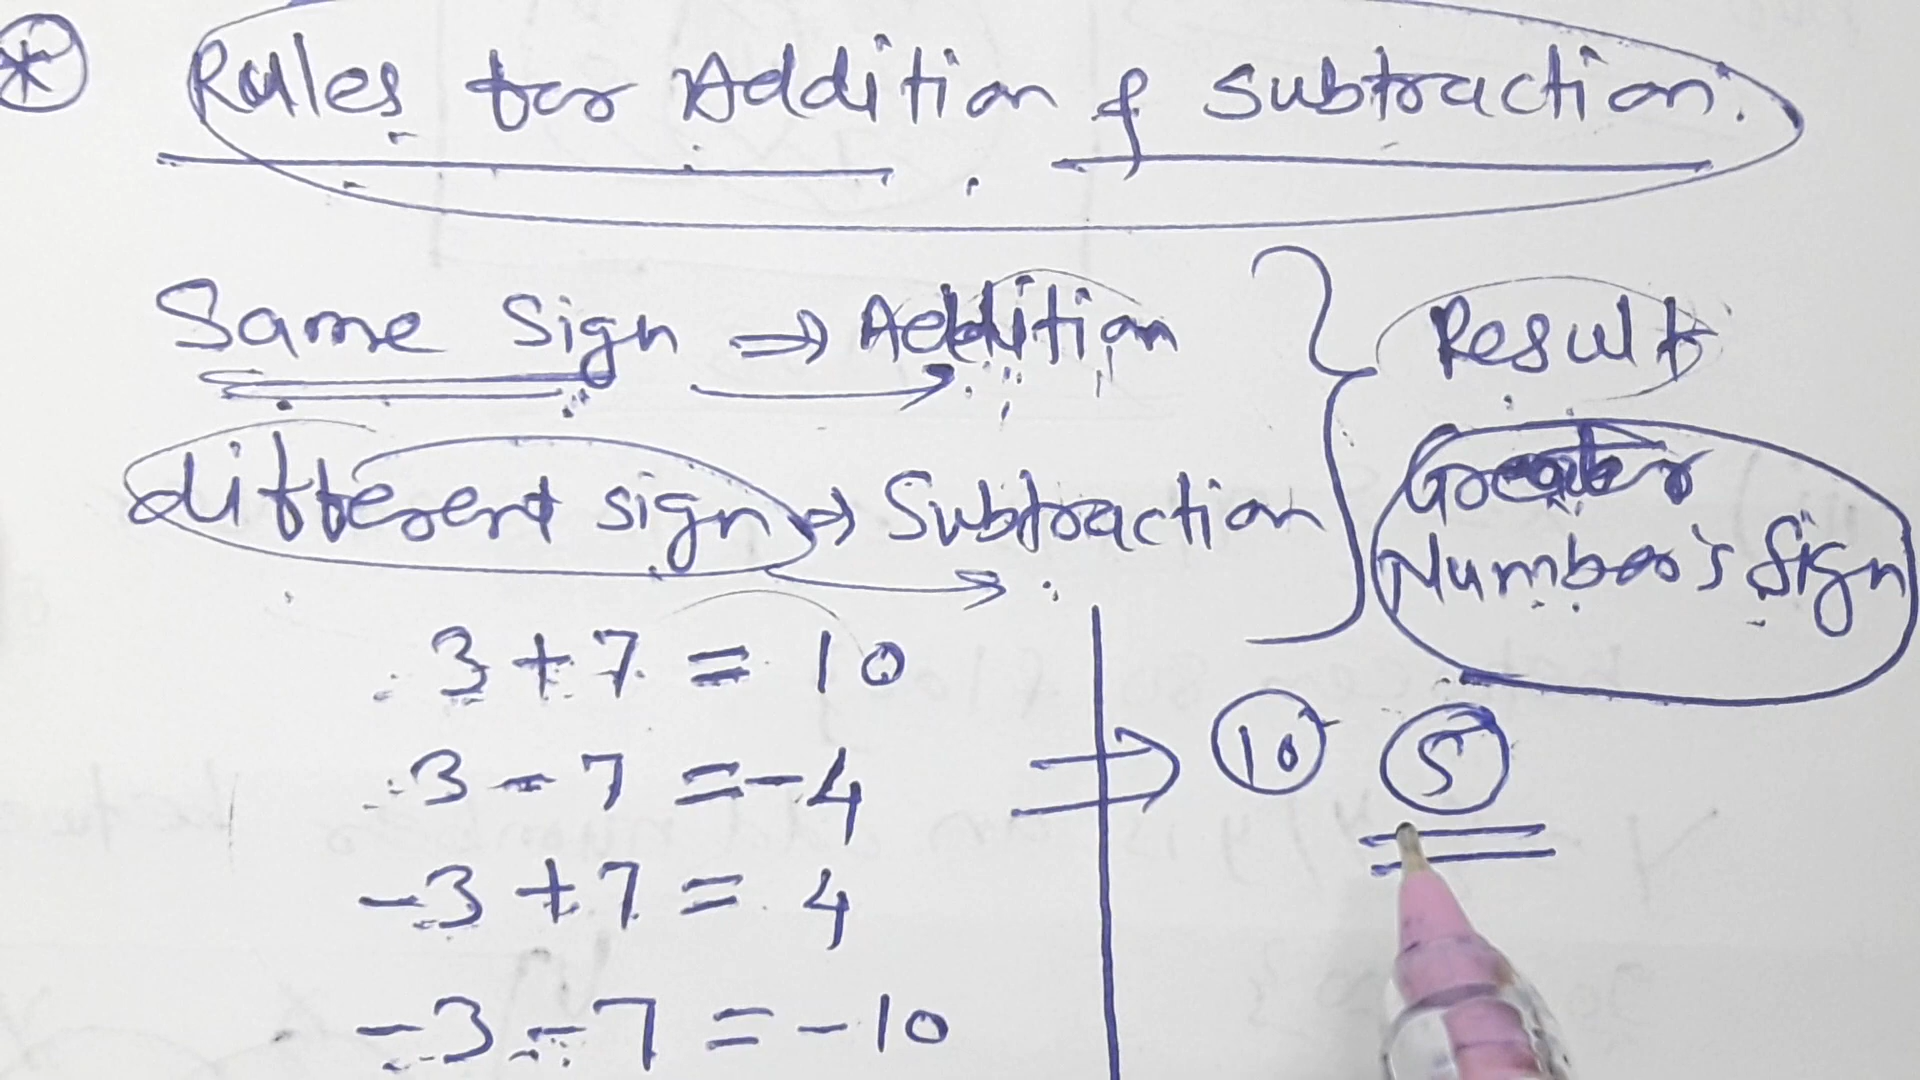 * Rules for Addition & Subtraction.
Same Sign ⇒ Addition
different sign ⇒ Subtraction
} Result
Greater
Number's Sign
3 + 7 = 10
3 - 7 = -4
-3 + 7 = 4
-3 - 7 = -10
⇒ 10 5